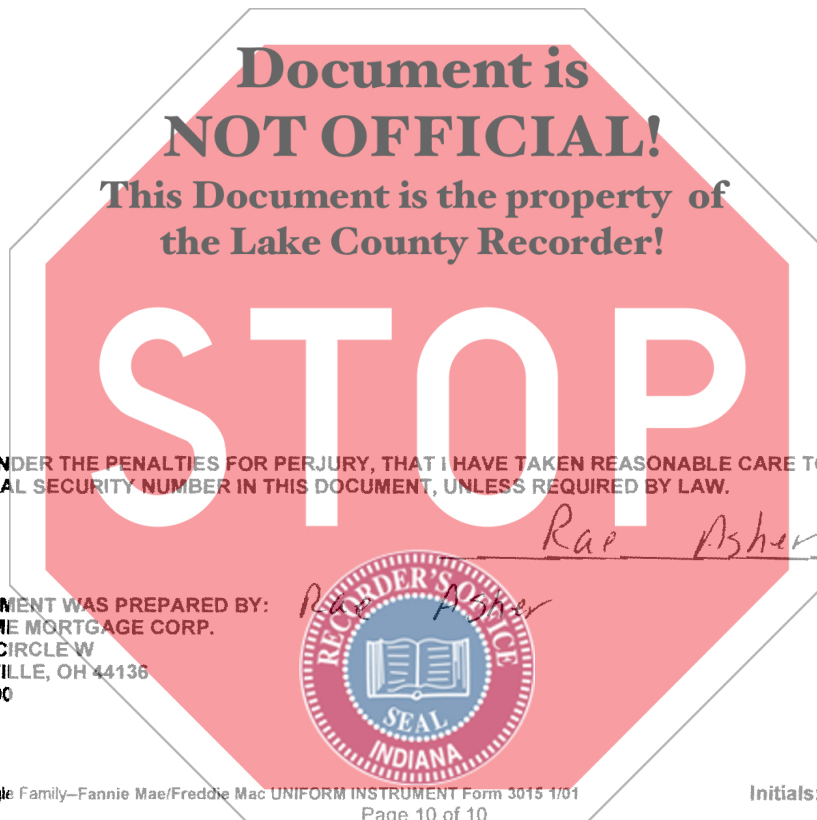 Document is
NOT OFFICIAL!
This Document is the property of
the Lake County Recorder!
STOP
NDER THE PENALTIES FOR PERJURY, THAT I HAVE TAKEN REASONABLE CARE TO
AL SECURITY NUMBER IN THIS DOCUMENT, UNLESS REQUIRED BY LAW.
Rae Asher
MENT WAS PREPARED BY: Rae Asher
ME MORTGAGE CORP.
CIRCLE W
ILLE, OH 44136
00
RECORDER'S OFFICE
SEAL
INDIANA
le Family–Fannie Mae/Freddie Mac UNIFORM INSTRUMENT Form 3015 1/01 Initials:
Page 10 of 10